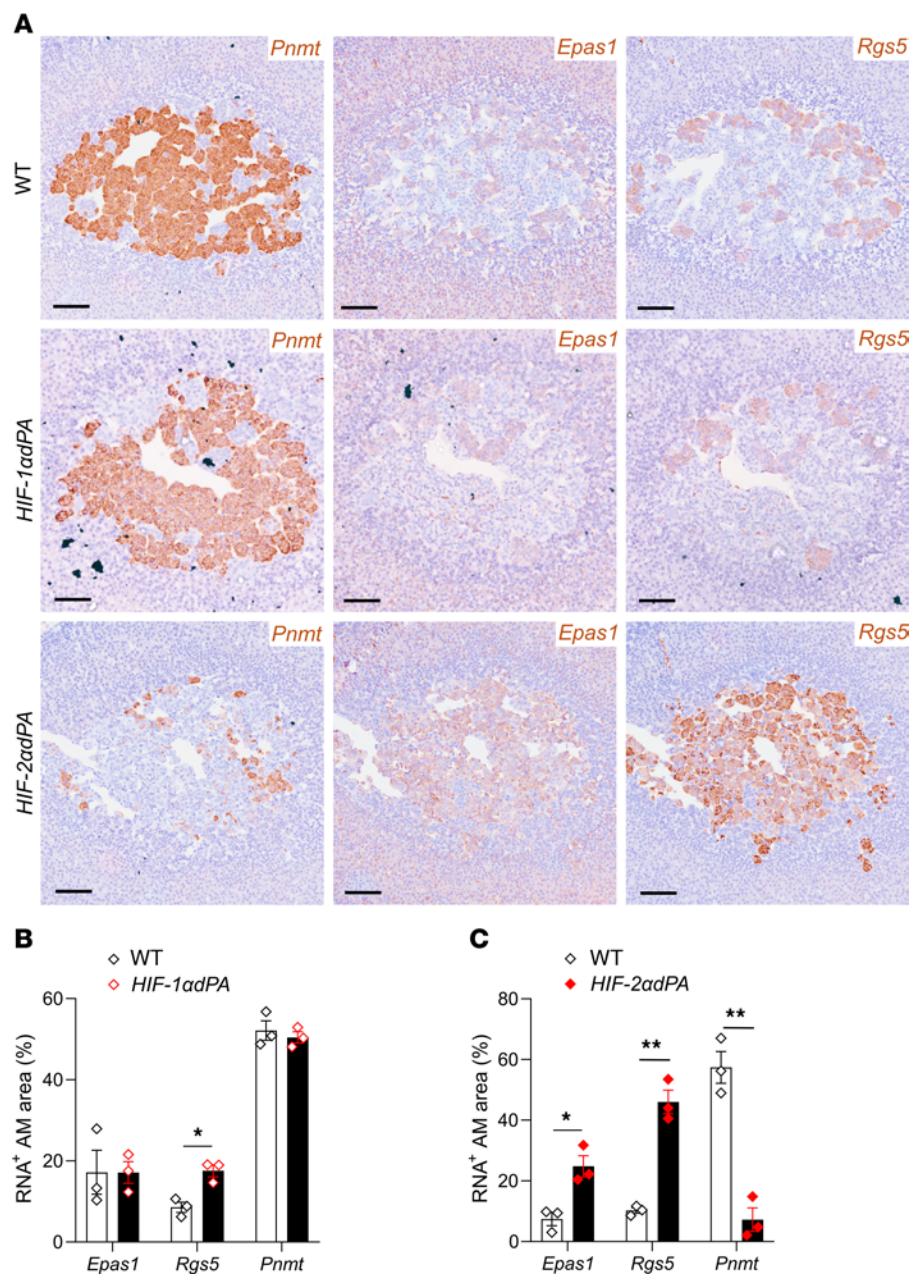 A
Pnmt
Epas1
Rgs5
WT
Pnmt
Epas1
Rgs5
HIF-1αdPA
Pnmt
Epas1
Rgs5
HIF-2αdPA
B
WT
HIF-1αdPA
RNA+ AM area (%)
60
40
20
0
*
Epas1
Rgs5
Pnmt
C
WT
HIF-2αdPA
RNA+ AM area (%)
80
60
40
20
0
*
**
**
Epas1
Rgs5
Pnmt